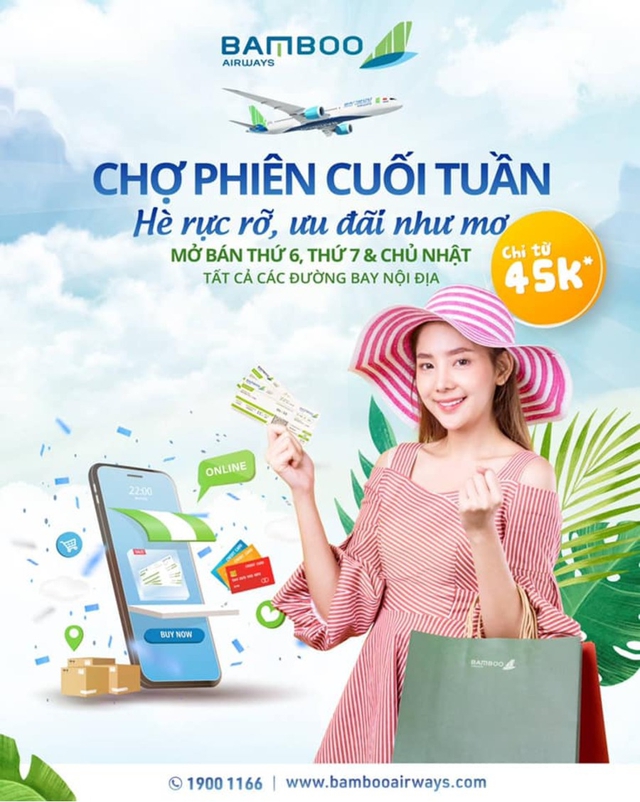 BAMBOO
AIRWAYS
CHỢ PHIÊN CUỐI TUẦN
Hè rực rỡ, ưu đãi như mơ
MỞ BÁN THỨ 6, THỨ 7 & CHỦ NHẬT
TẤT CẢ CÁC ĐƯỜNG BAY NỘI ĐỊA
Chỉ từ
45K*
ONLINE
22:00
BUY NOW
BAMBOO
1900 1166 | www.bambooairways.com